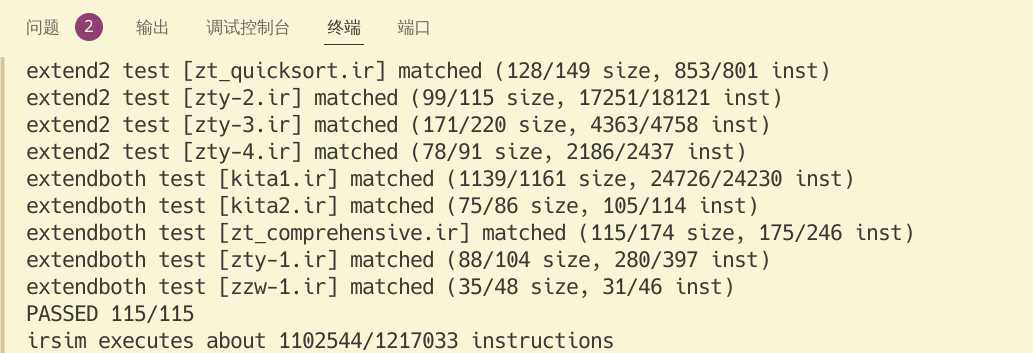 问题 2 输出 调试控制台 终端 端口
extend2 test [zt_quicksort.ir] matched (128/149 size, 853/801 inst)
extend2 test [zty-2.ir] matched (99/115 size, 17251/18121 inst)
extend2 test [zty-3.ir] matched (171/220 size, 4363/4758 inst)
extend2 test [zty-4.ir] matched (78/91 size, 2186/2437 inst)
extendboth test [kita1.ir] matched (1139/1161 size, 24726/24230 inst)
extendboth test [kita2.ir] matched (75/86 size, 105/114 inst)
extendboth test [zt_comprehensive.ir] matched (115/174 size, 175/246 inst)
extendboth test [zty-1.ir] matched (88/104 size, 280/397 inst)
extendboth test [zzw-1.ir] matched (35/48 size, 31/46 inst)
PASSED 115/115
irsim executes about 1102544/1217033 instructions